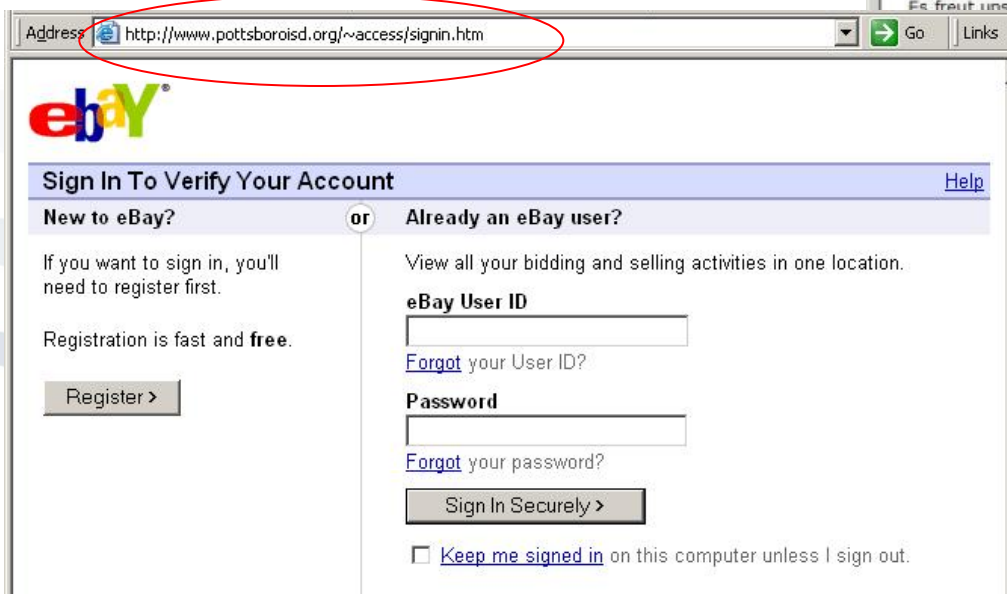 Es freut uns
Address http://www.pottsboroisd.org/~access/signin.htm Go Links
ebaY®
Sign In To Verify Your Account Help
New to eBay? or Already an eBay user?
If you want to sign in, you'll
need to register first.
Registration is fast and free.
Register >
View all your bidding and selling activities in one location.
eBay User ID
Forgot your User ID?
Password
Forgot your password?
Sign In Securely >
Keep me signed in on this computer unless I sign out.